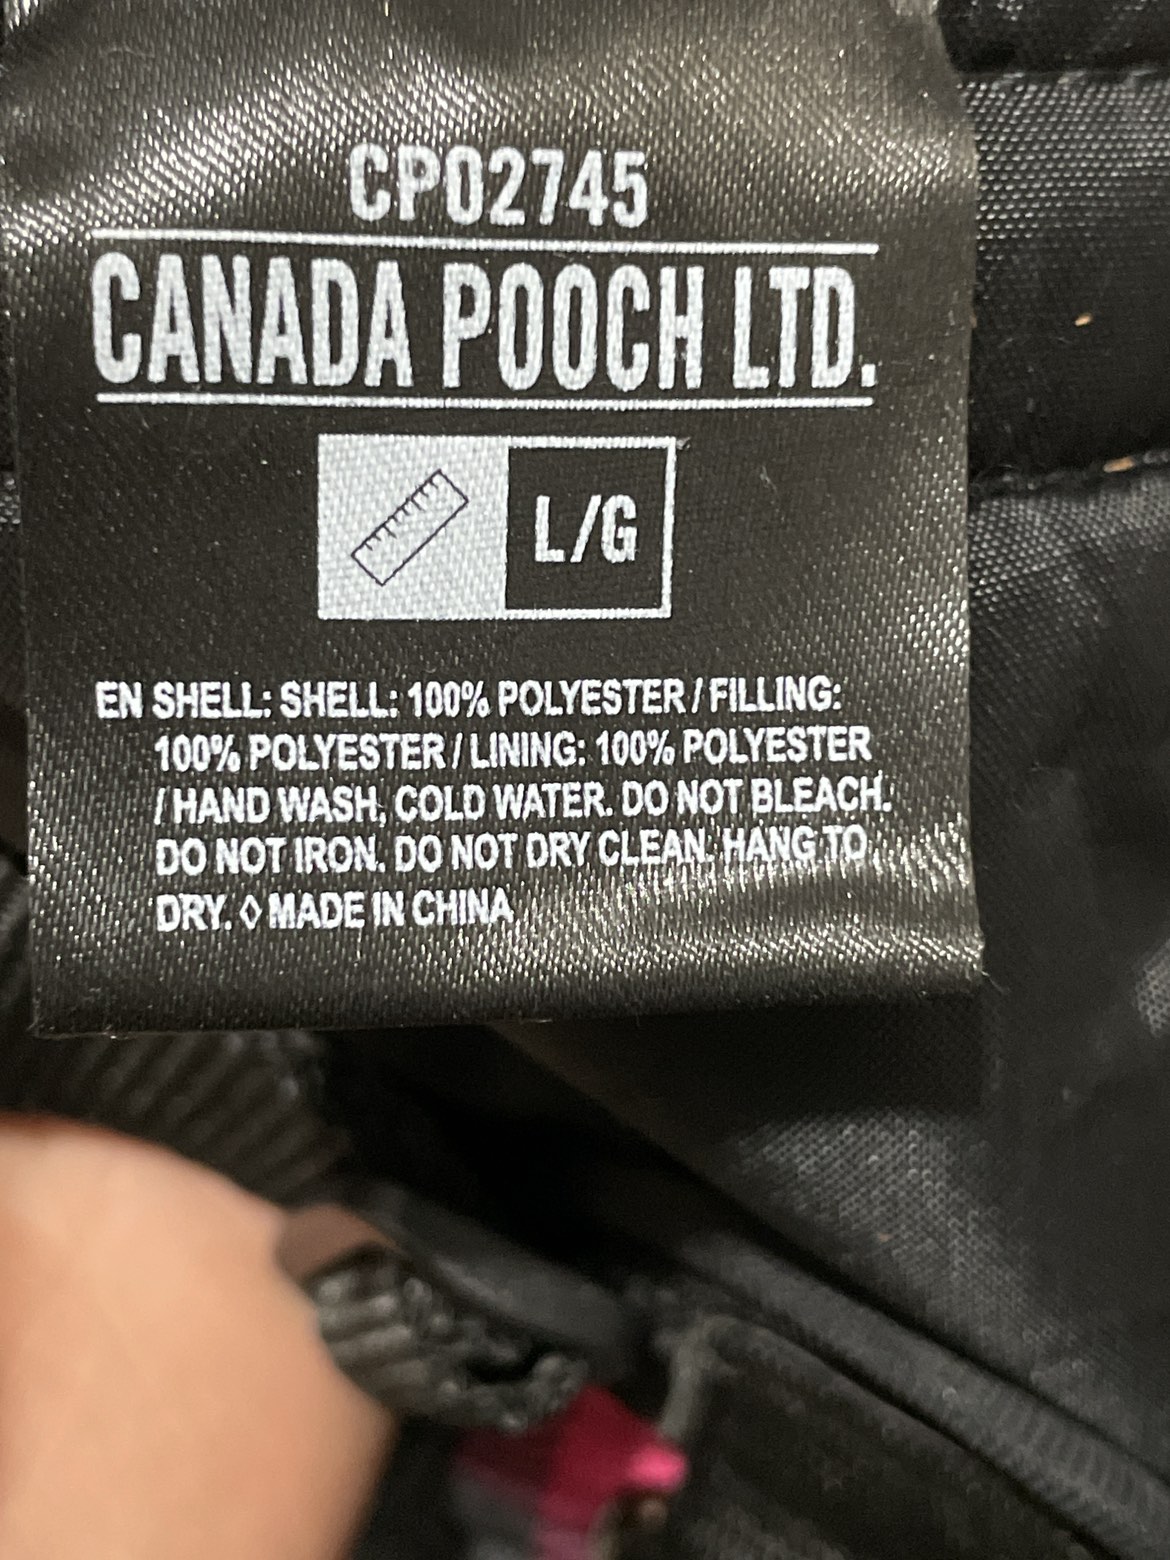 CP02745
CANADA POOCH LTD.
L/G
EN SHELL: SHELL: 100% POLYESTER / FILLING:
100% POLYESTER / LINING: 100% POLYESTER
/ HAND WASH, COLD WATER. DO NOT BLEACH.
DO NOT IRON. DO NOT DRY CLEAN. HANG TO
DRY. ◊ MADE IN CHINA